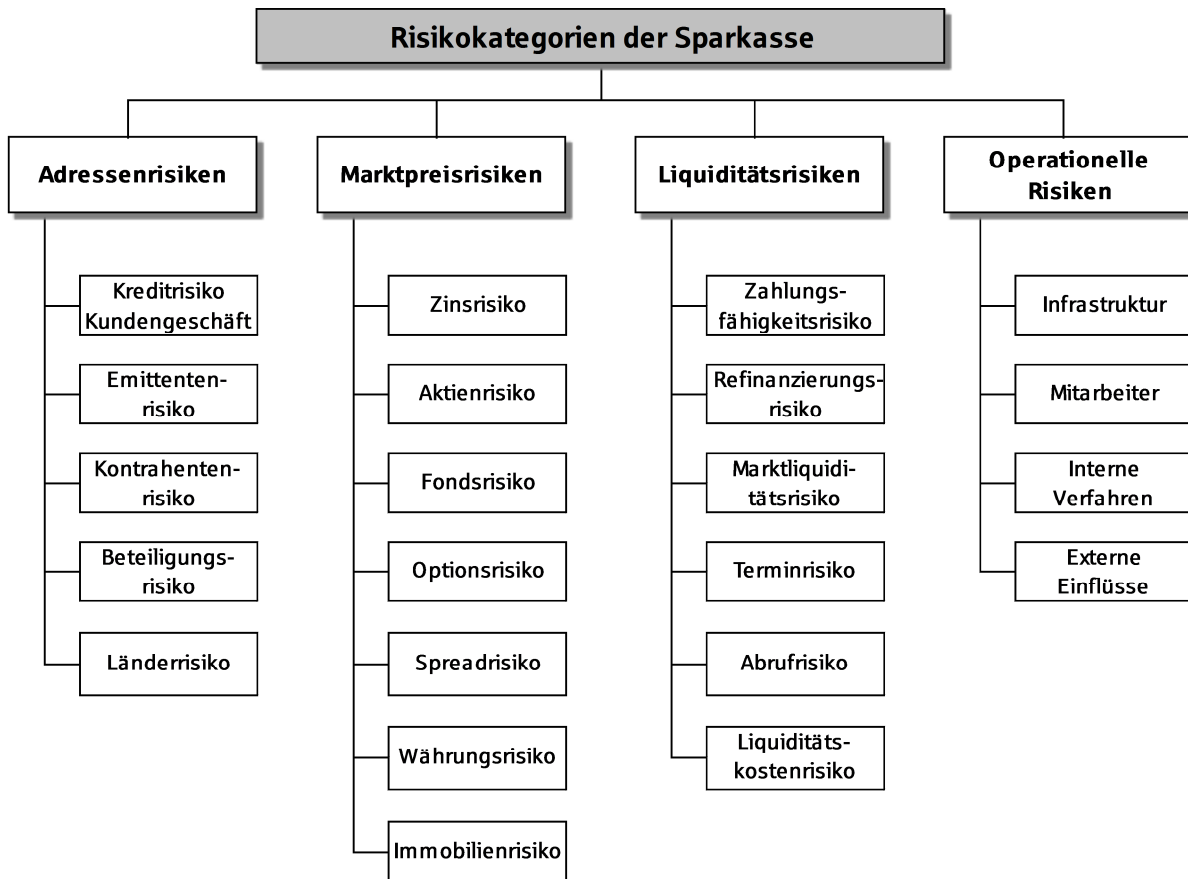 Risikokategorien der Sparkasse
Adressenrisiken
Kreditrisiko
Kundengeschäft
Emittenten-
risiko
Kontrahenten-
risiko
Beteiligungs-
risiko
Länderrisiko
Marktpreisrisiken
Zinsrisiko
Aktienrisiko
Fondsrisiko
Optionsrisiko
Spreadrisiko
Währungsrisiko
Immobilienrisiko
Liquiditätsrisiken
Zahlungs-
fähigkeitsrisiko
Refinanzierungs-
risiko
Marktliquidi-
tätsrisiko
Terminrisiko
Abrufrisiko
Liquiditäts-
kostenrisiko
Operationelle
Risiken
Infrastruktur
Mitarbeiter
Interne
Verfahren
Externe
Einflüsse